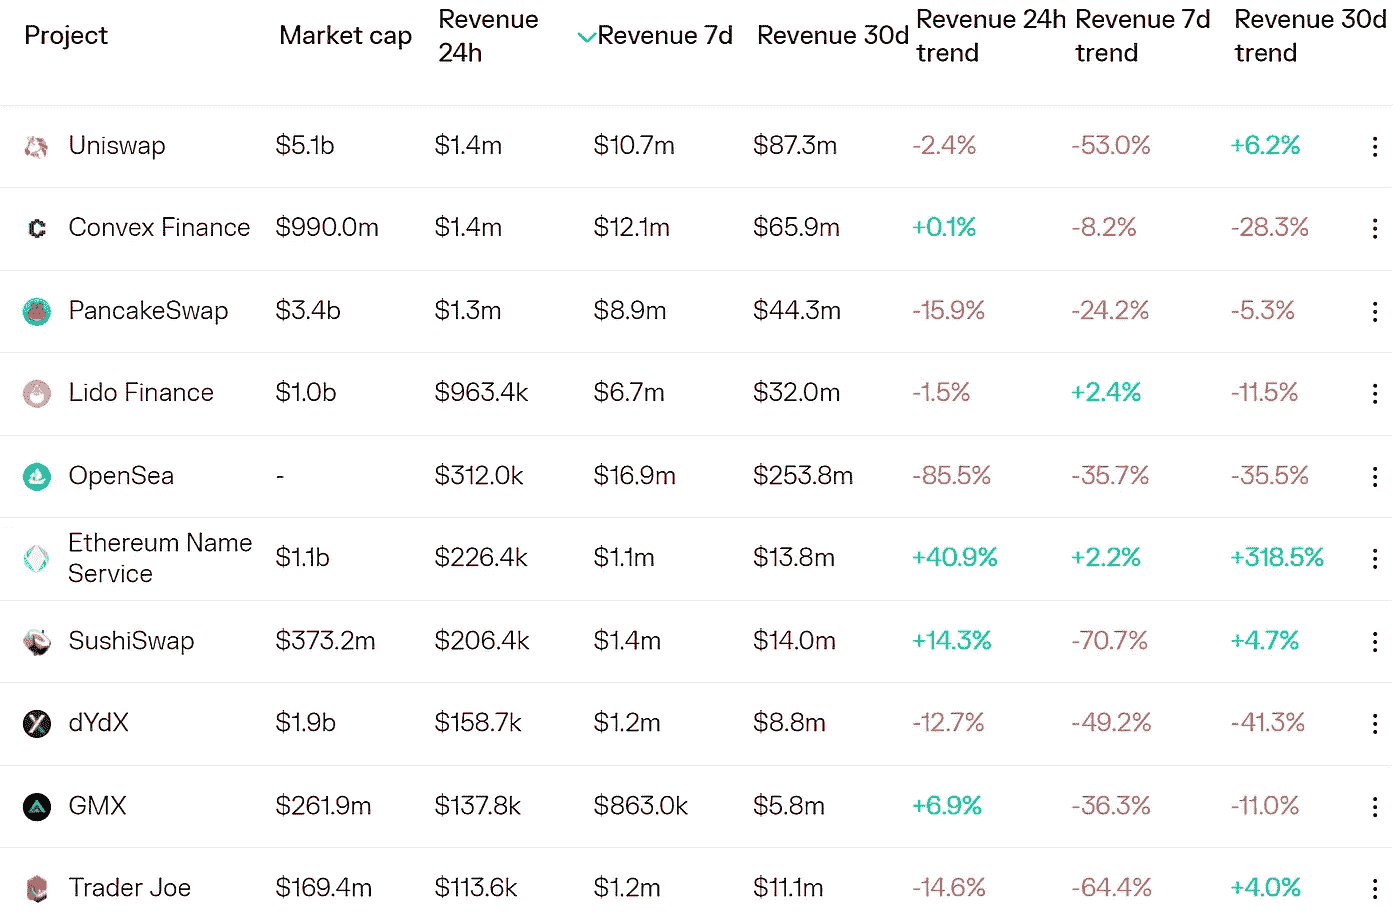 Project Market cap Revenue 24h Revenue 7d Revenue 30d Revenue 24h trend Revenue 7d trend Revenue 30d trend
Uniswap $5.1b $1.4m $10.7m $87.3m -2.4% -53.0% +6.2%
Convex Finance $990.0m $1.4m $12.1m $65.9m +0.1% -8.2% -28.3%
PancakeSwap $3.4b $1.3m $8.9m $44.3m -15.9% -24.2% -5.3%
Lido Finance $1.0b $963.4k $6.7m $32.0m -1.5% +2.4% -11.5%
OpenSea - $312.0k $16.9m $253.8m -85.5% -35.7% -35.5%
Ethereum Name Service $1.1b $226.4k $1.1m $13.8m +40.9% +2.2% +318.5%
SushiSwap $373.2m $206.4k $1.4m $14.0m +14.3% -70.7% +4.7%
dYdX $1.9b $158.7k $1.2m $8.8m -12.7% -49.2% -41.3%
GMX $261.9m $137.8k $863.0k $5.8m +6.9% -36.3% -11.0%
Trader Joe $169.4m $113.6k $1.2m $11.1m -14.6% -64.4% +4.0%